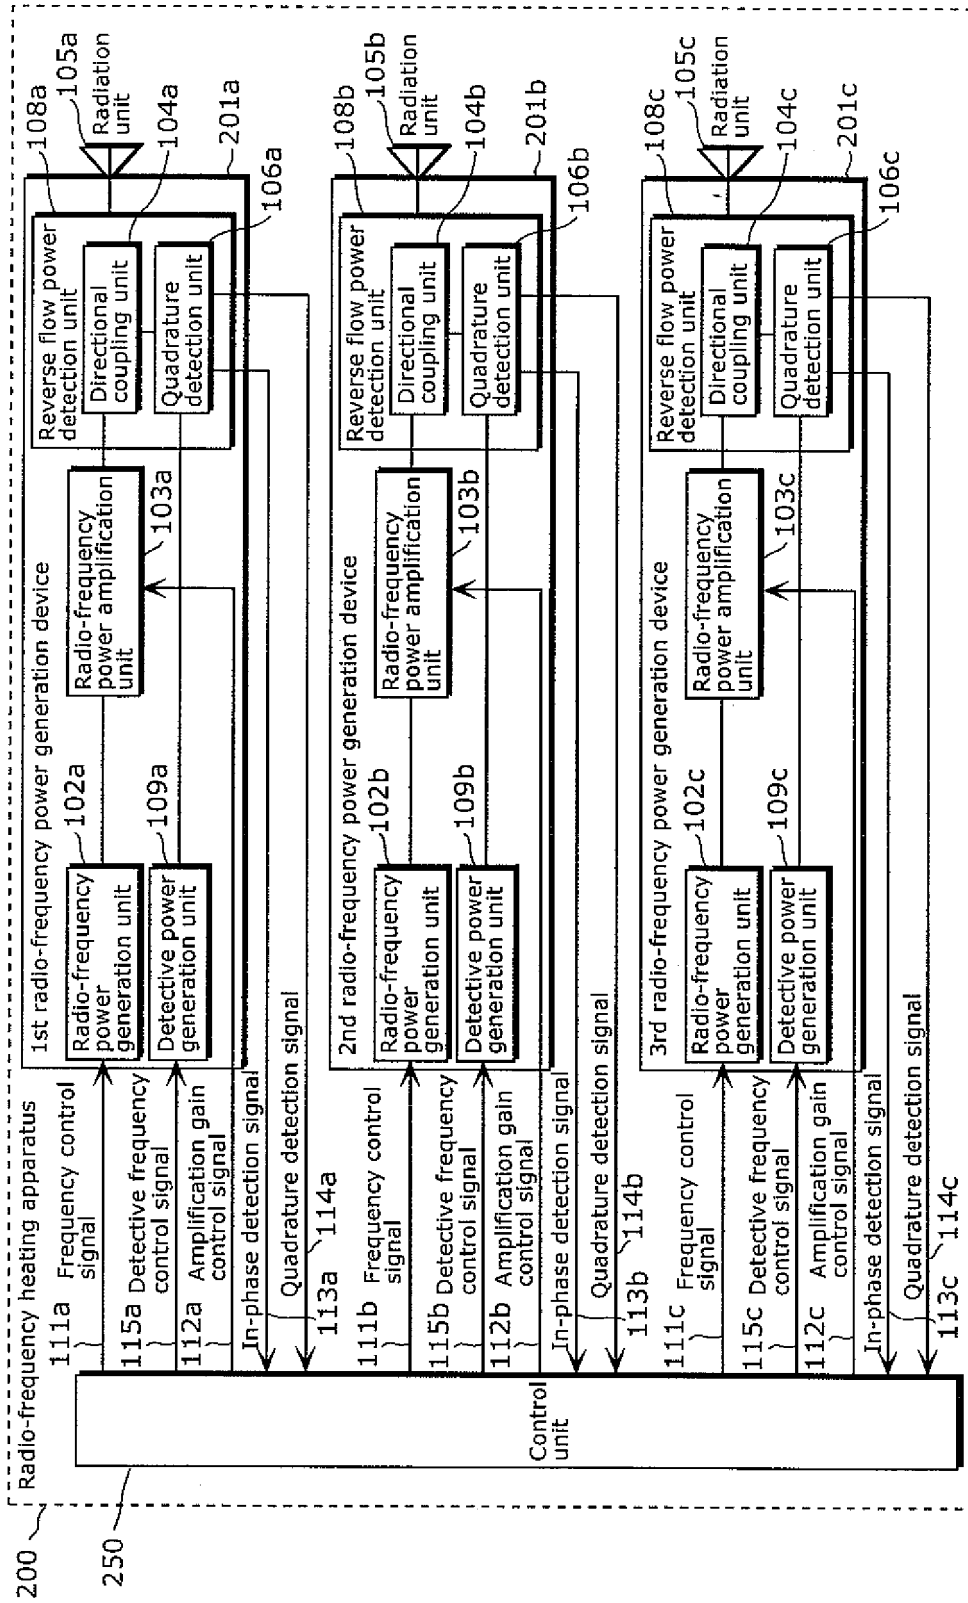 200
Radio-frequency heating apparatus
250
Control
unit
1st radio-frequency power generation device
111a
Frequency control
signal
115a
Detective frequency
control signal
112a
Amplification gain
control signal
In-phase detection signal
113a
Quadrature detection signal
114a
Radio-frequency
power
generation unit
102a
Detective power
generation unit
109a
Radio-frequency
power amplification
unit
103a
Reverse flow power
detection unit
108a
Directional
coupling unit
104a
Quadrature
detection unit
106a
105a
Radiation
unit
201a
2nd radio-frequency power generation device
111b
Frequency control
signal
115b
Detective frequency
control signal
112b
Amplification gain
control signal
In-phase detection signal
113b
Quadrature detection signal
114b
Radio-frequency
power
generation unit
102b
Detective power
generation unit
109b
Radio-frequency
power amplification
unit
103b
Reverse flow power
detection unit
108b
Directional
coupling unit
104b
Quadrature
detection unit
106b
105b
Radiation
unit
201b
3rd radio-frequency power generation device
111c
Frequency control
signal
115c
Detective frequency
control signal
112c
Amplification gain
control signal
In-phase detection signal
113c
Quadrature detection signal
114c
Radio-frequency
power
generation unit
102c
Detective power
generation unit
109c
Radio-frequency
power amplification
unit
103c
Reverse flow power
detection unit
108c
Directional
coupling unit
104c
Quadrature
detection unit
106c
105c
Radiation
unit
201c